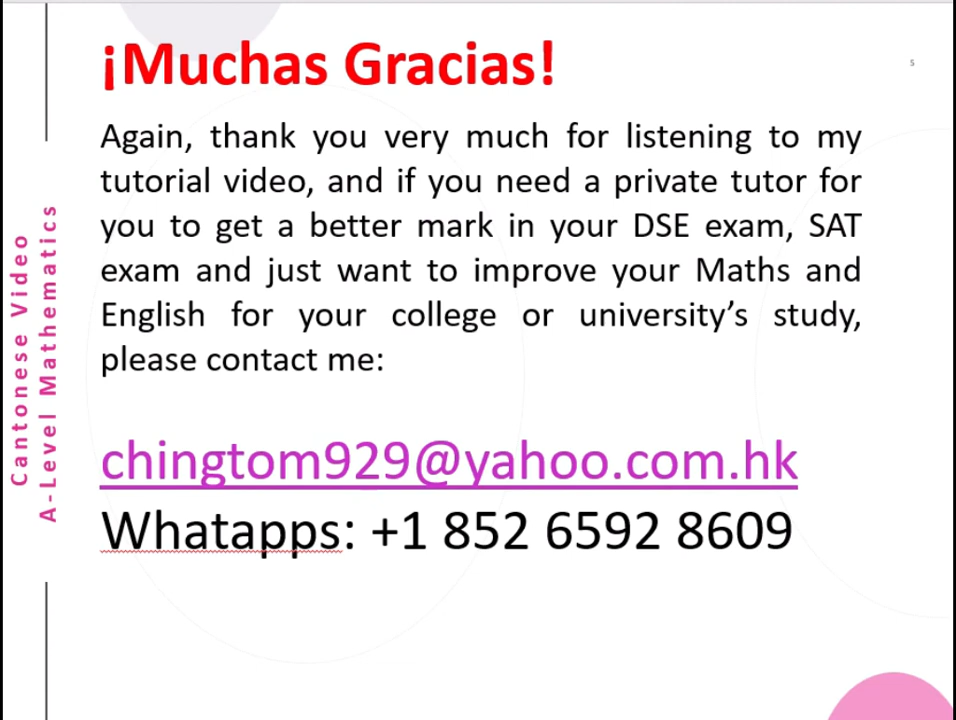 ¡Muchas Gracias!
5
Again, thank you very much for listening to my
tutorial video, and if you need a private tutor for
you to get a better mark in your DSE exam, SAT
exam and just want to improve your Maths and
English for your college or university’s study,
please contact me:
chingtom929@yahoo.com.hk
Whatapps: +1 852 6592 8609
Cantonese Video
A-Level Mathematics